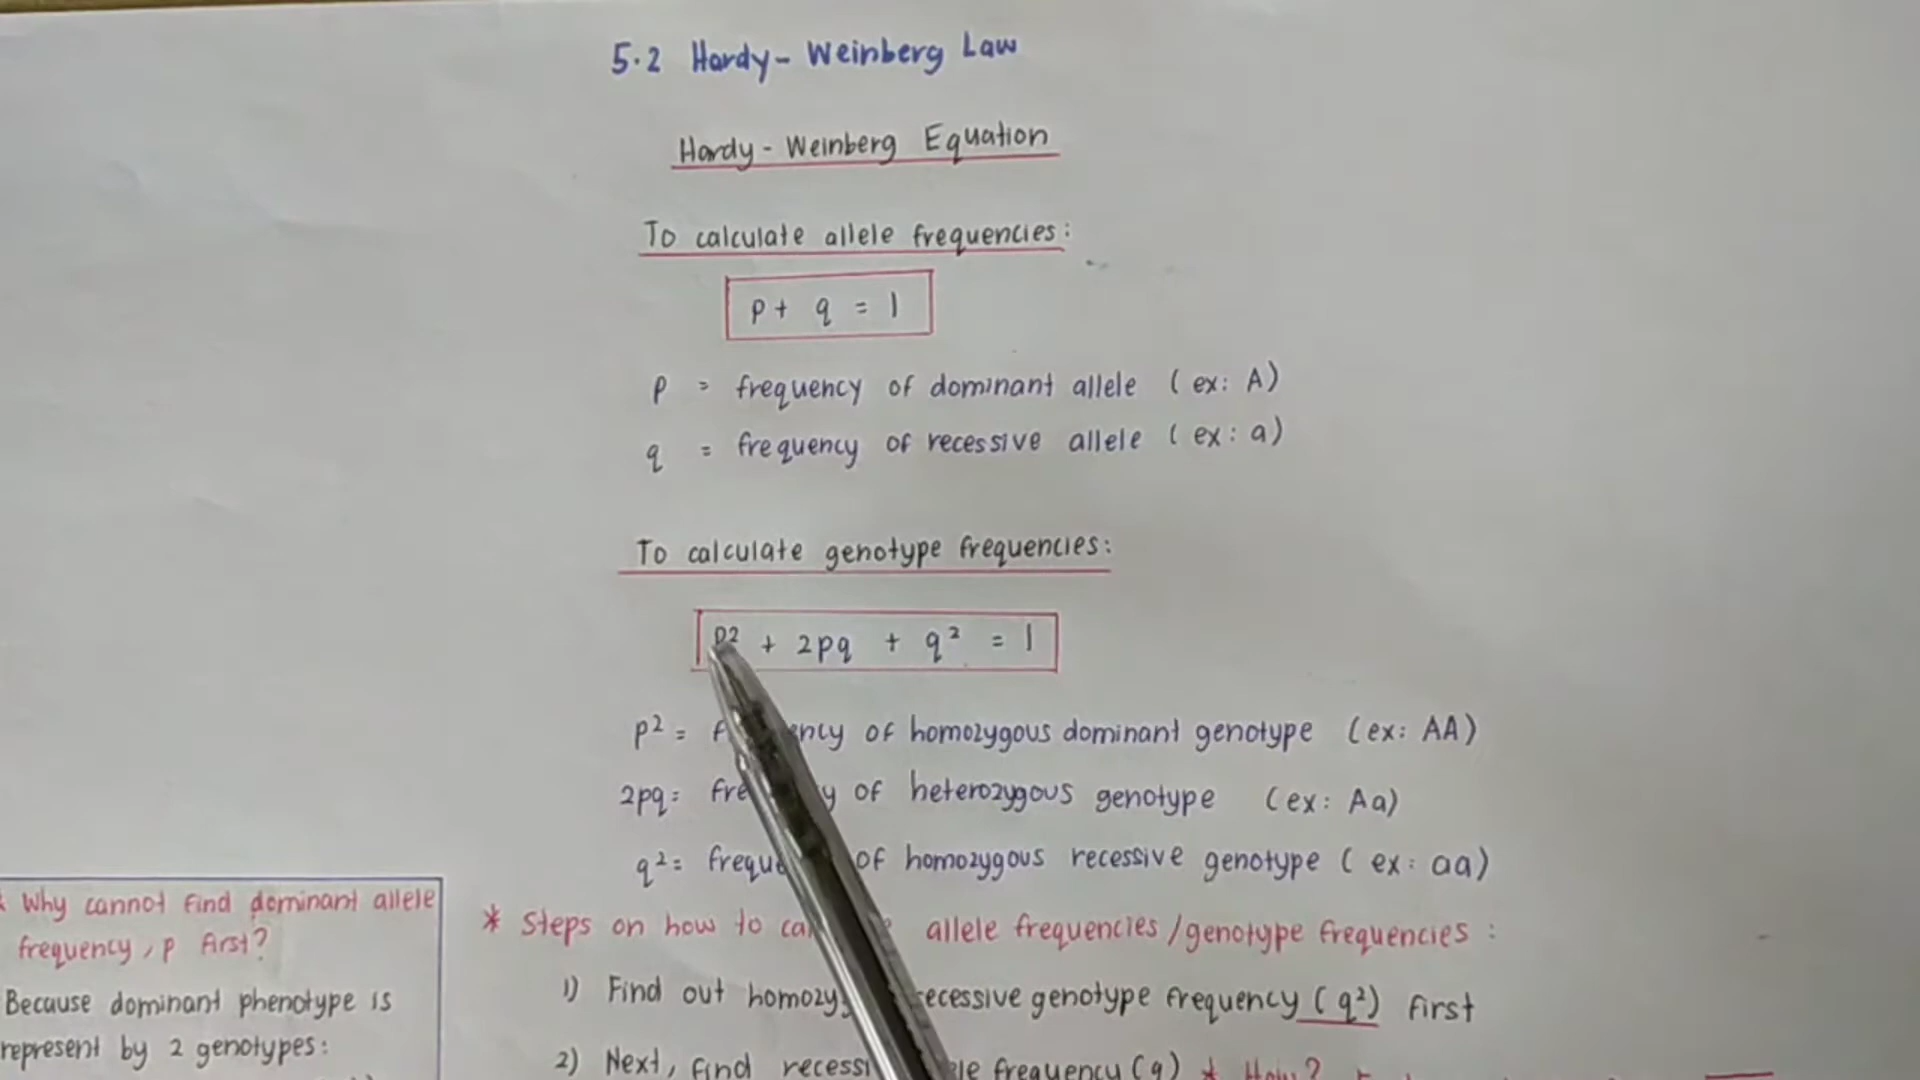 5.2 Hardy-Weinberg Law
Hardy-Weinberg Equation
To calculate allele frequencies:
p + q = 1
p = frequency of dominant allele (ex: A)
q = frequency of recessive allele (ex: a)
To calculate genotype frequencies:
p² + 2pq + q² = 1
p² = of homozygous dominant genotype (ex: AA)
2pq = of heterozygous genotype (ex: Aa)
q² = of homozygous recessive genotype (ex: aa)
* Steps on how to allele frequencies/genotype frequencies:
1) Find out genotype frequency (q²) first
2) Next, find frequency (q) * How?
Why cannot find dominant allele
frequency, p first?
Because dominant phenotype is
represent by 2 genotypes: